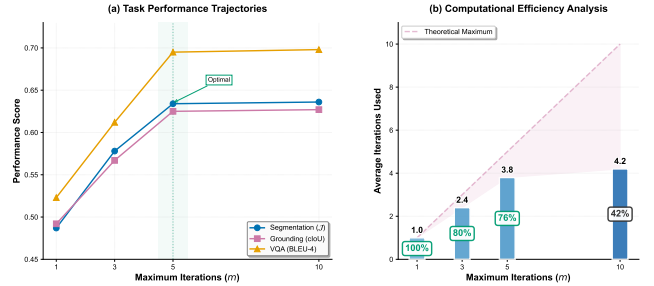 (a) Task Performance Trajectories
Performance Score
0.70
0.65
0.60
0.55
0.50
0.45
Optimal
Segmentation (J)
Grounding (cIoU)
VQA (BLEU-4)
1
3
5
10
Maximum Iterations (m)
(b) Computational Efficiency Analysis
Average Iterations Used
10
8
6
4
2
0
Theoretical Maximum
1.0
2.4
3.8
4.2
100%
80%
76%
42%
1
3
5
10
Maximum Iterations (m)